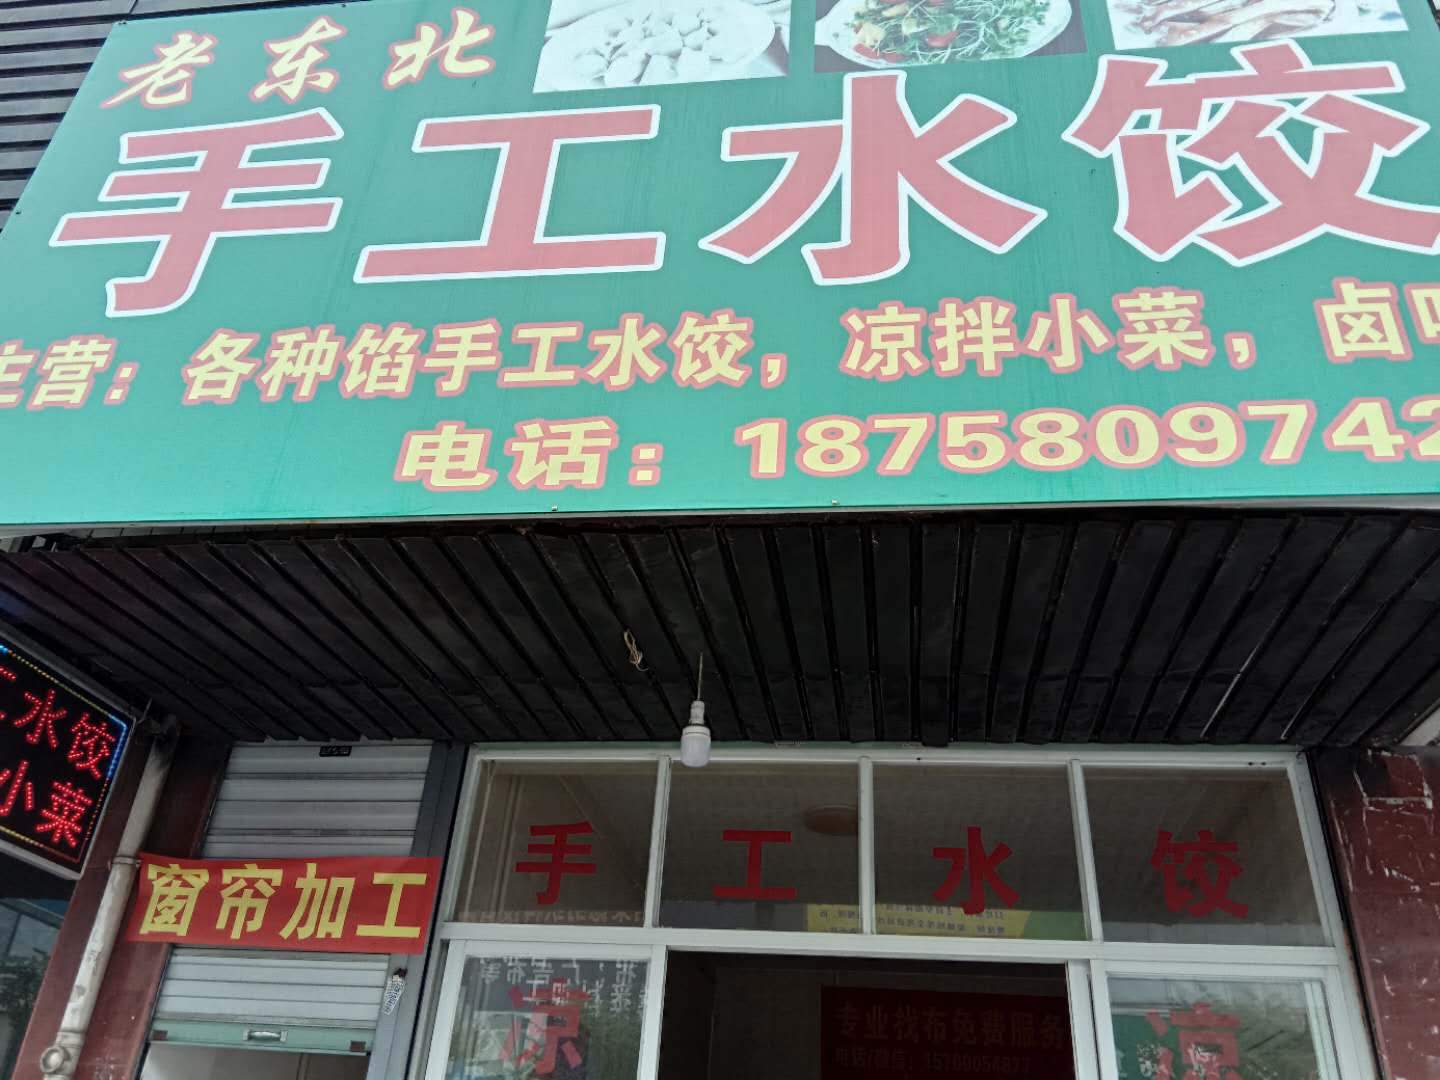 老东北
手工水饺
主营：各种馅手工水饺，凉拌小菜，卤味
电话：1875809742
工水饺
小菜
手工水饺
窗帘加工
凉
凉
专业找布免费服务